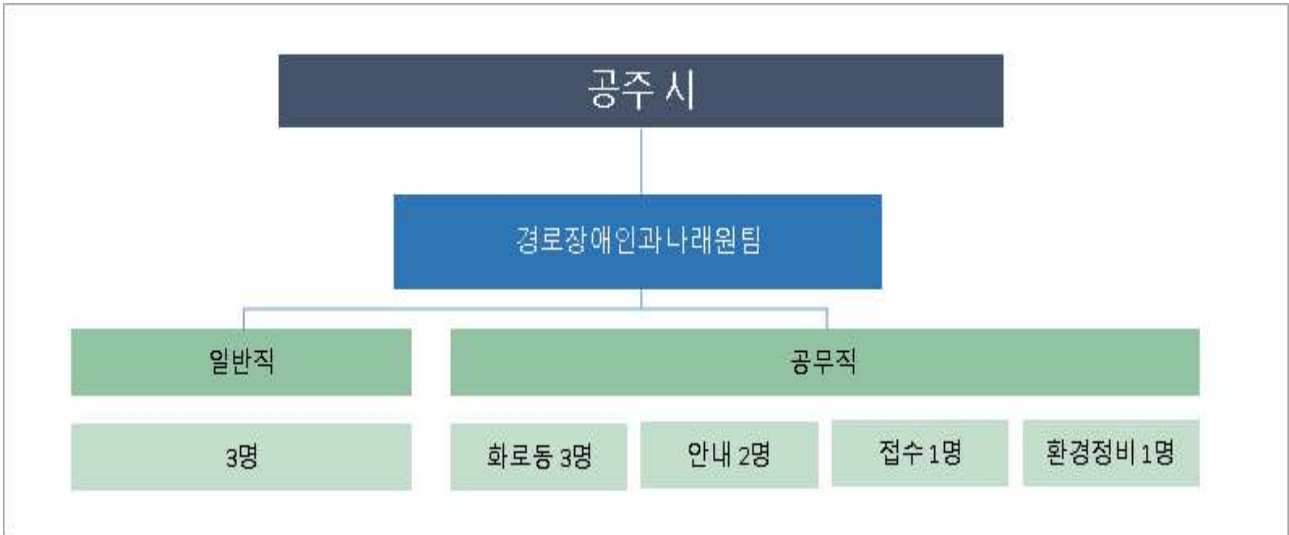 공주 시
경로장애인과나래원팀
일반직
공무직
3명
화로동 3명
안내 2명
접수 1명
환경정비 1명